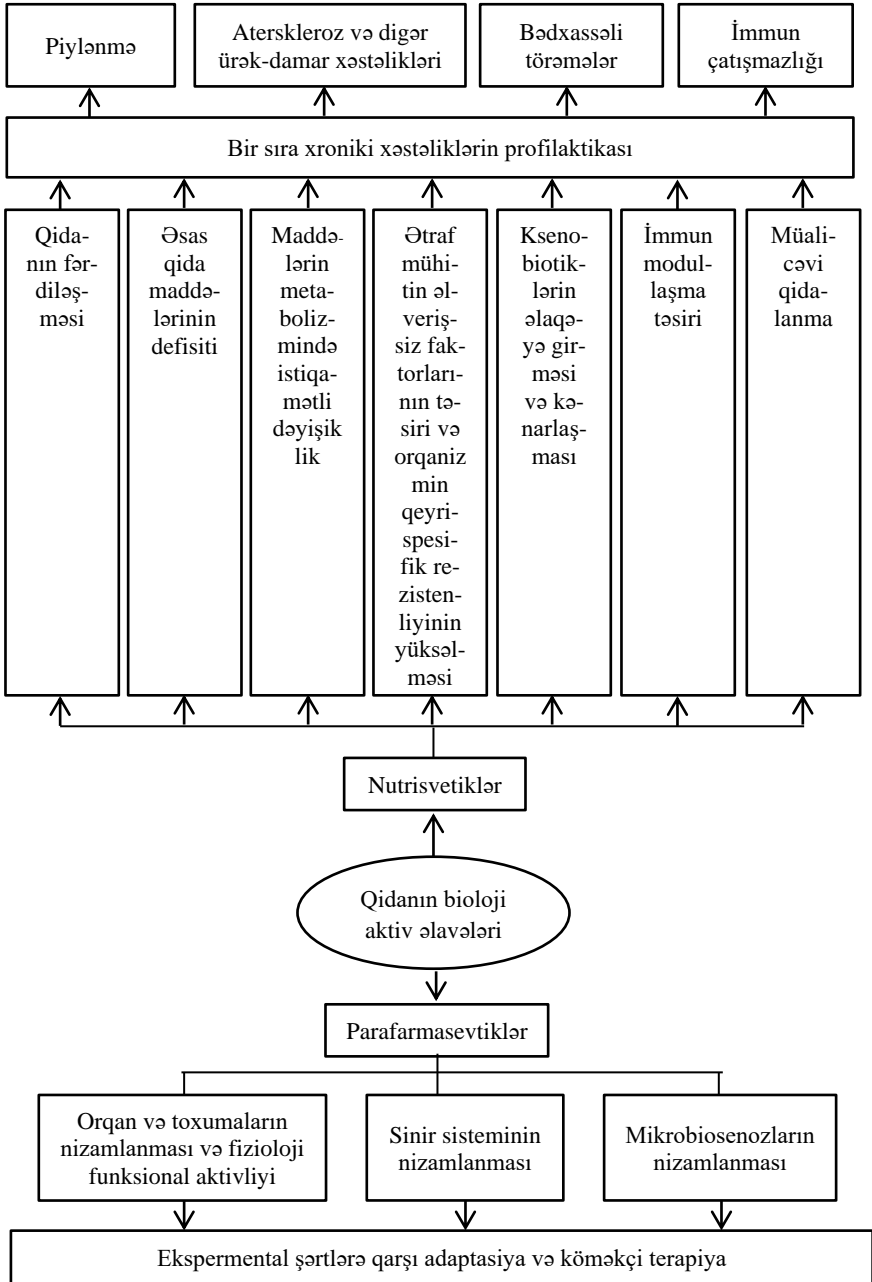 Piylənmə
Aterskleroz və digər
ürək-damar xəstəlikləri
Bədxassəli
törəmələr
İmmun
çatışmazlığı
Bir sıra xroniki xəstəliklərin profilaktikası
Qida-
nın fər-
diləş-
məsi
Əsas
qida
maddə-
lərinin
defisiti
Maddə-
lərin
meta-
boliz-
mində
istiqa-
mətli
dəyişik
lik
Ətraf
mühi-
tin əl-
veriş-
siz fak-
torları-
nın tə-
siri və
orqaniz
min
qeyri-
spesi-
fik re-
zisten-
liyinin
yüksəl-
məsi
Kseno-
biotik-
lərin
əlaqə-
yə gir-
məsi
və kə-
narlaş-
ması
İmmun
modul-
laşma
təsiri
Müali-
cəvi
qida-
lanma
Nutrisvetiklər
Qidanın bioloji
aktiv əlavələri
Parafarmasevtiklər
Orqan və toxumaların
nizamlanması və fizioloji
funksional aktivliyi
Sinir sisteminin
nizamlanması
Mikrobiosenozların
nizamlanması
Ekspermental şərtlərə qarşı adaptasiya və köməkçi terapiya